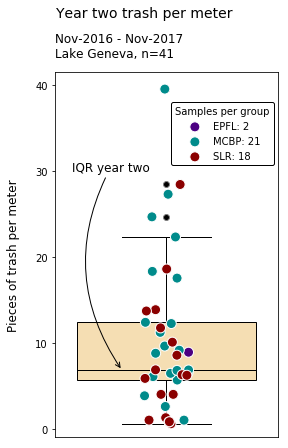 Year two trash per meter
Nov-2016 - Nov-2017
Lake Geneva, n=41
Samples per group
EPFL: 2
MCBP: 21
SLR: 18
IQR year two
Pieces of trash per meter
40
30
20
10
0